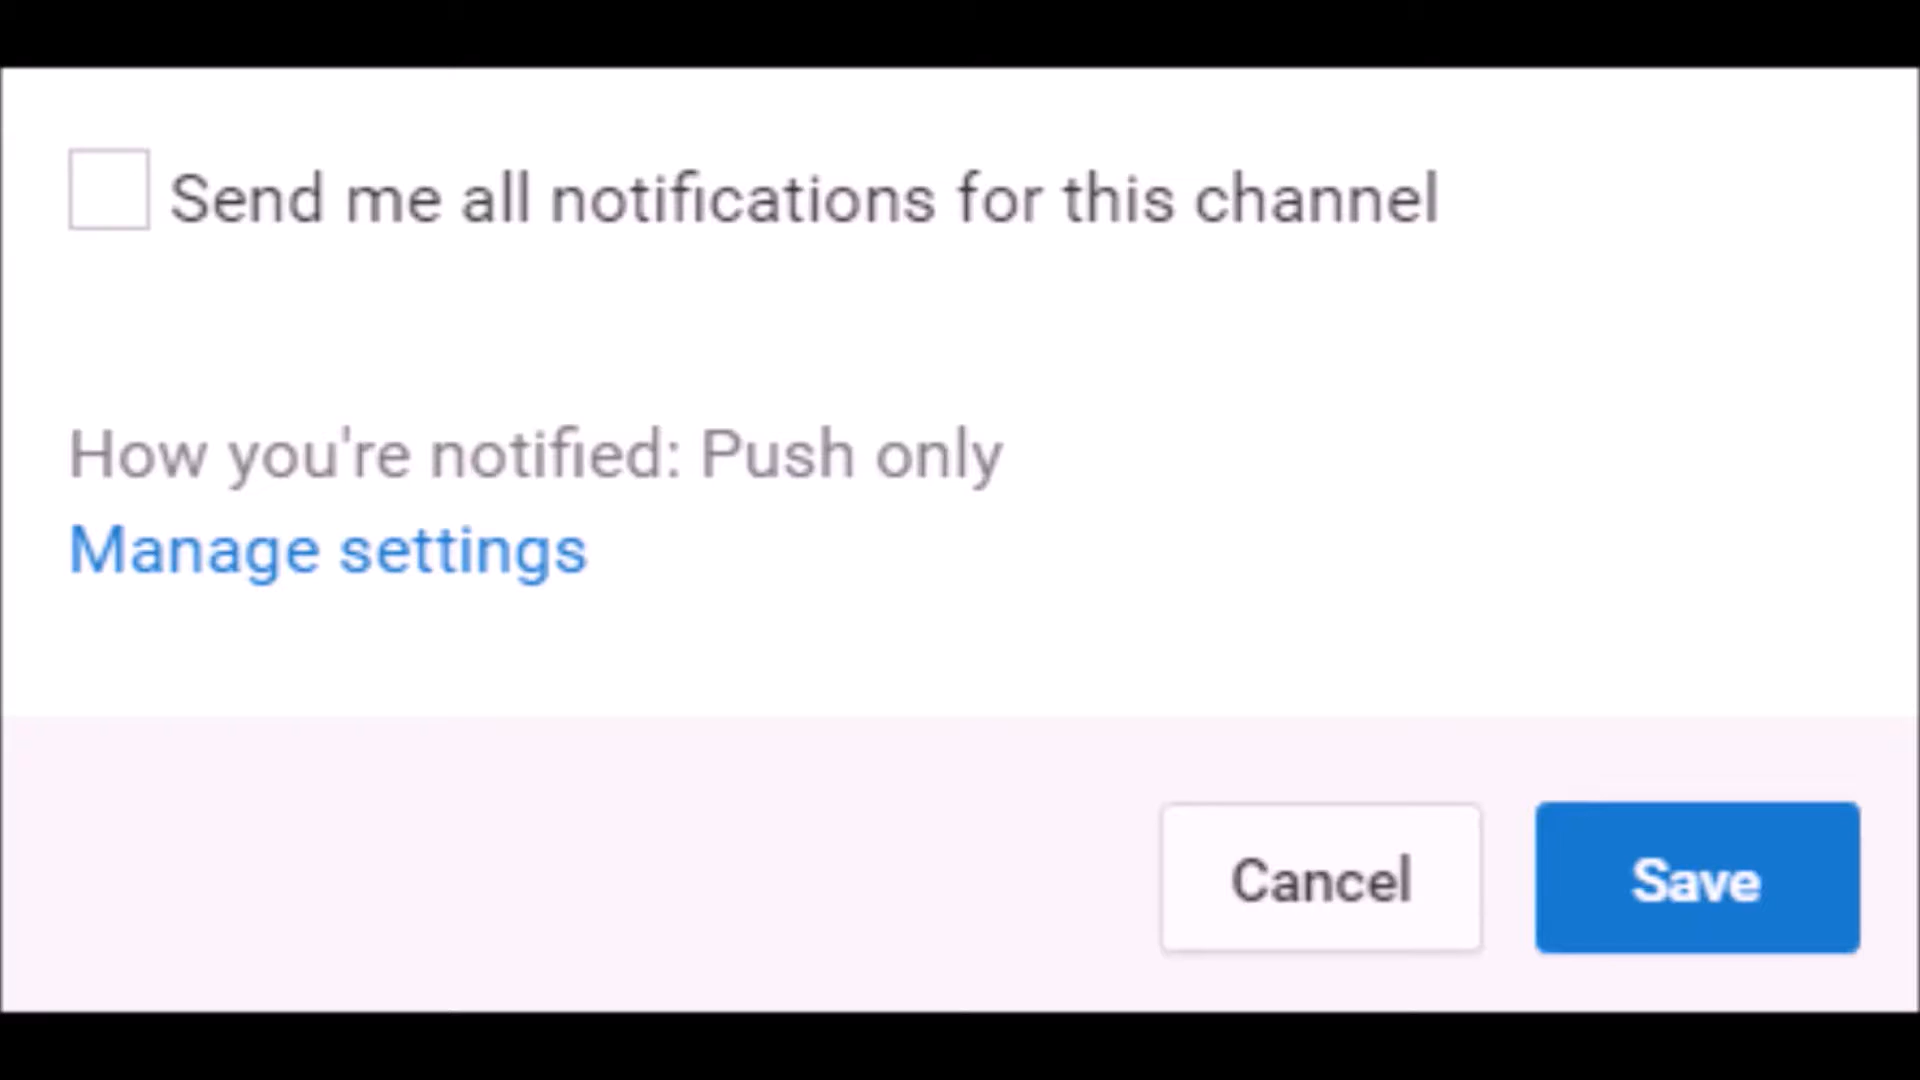 Send me all notifications for this channel
How you're notified: Push only
Manage settings
Cancel
Save